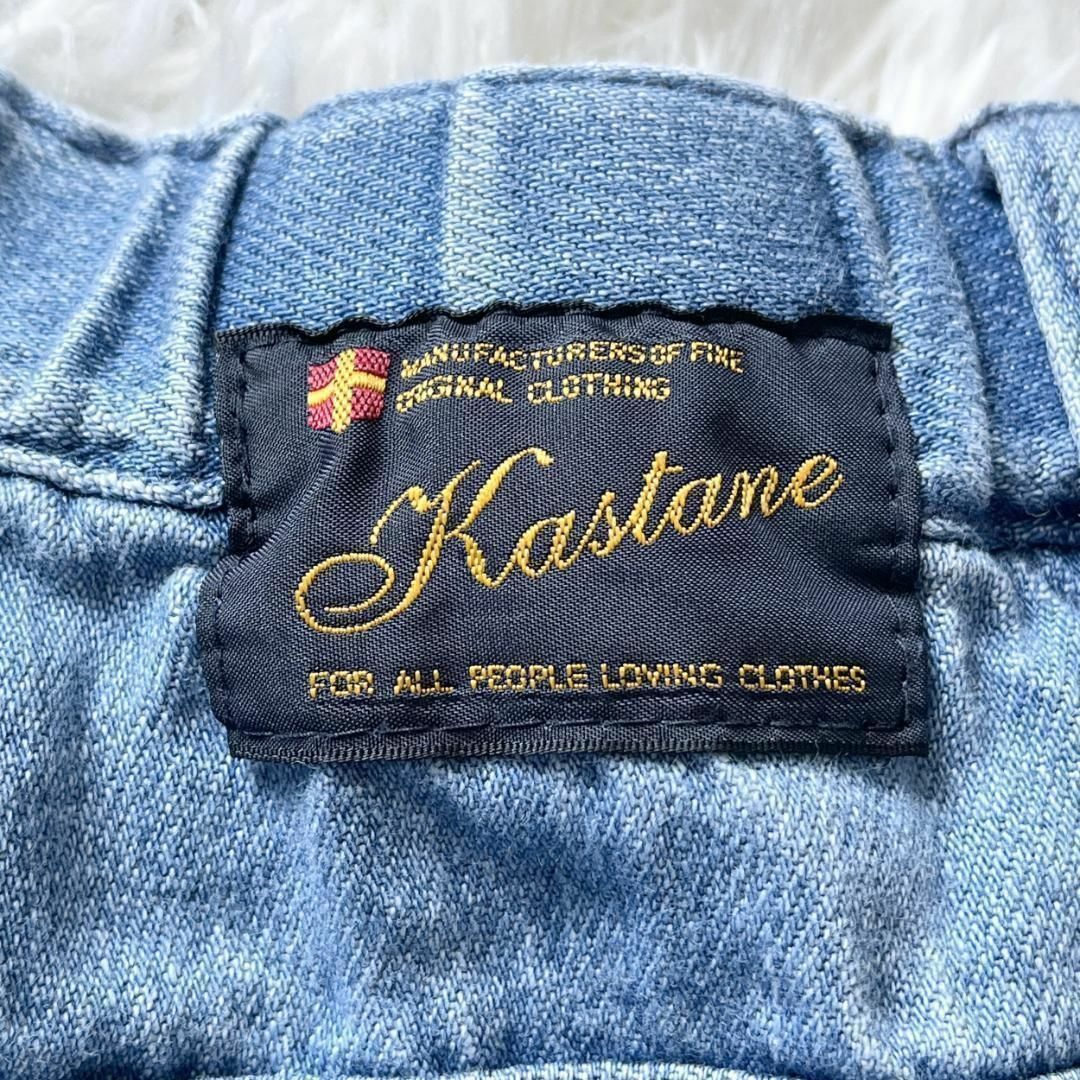 MANUFACTURERS OF FINE
ORIGINAL CLOTHING
Kastane
FOR ALL PEOPLE LOVING CLOTHES